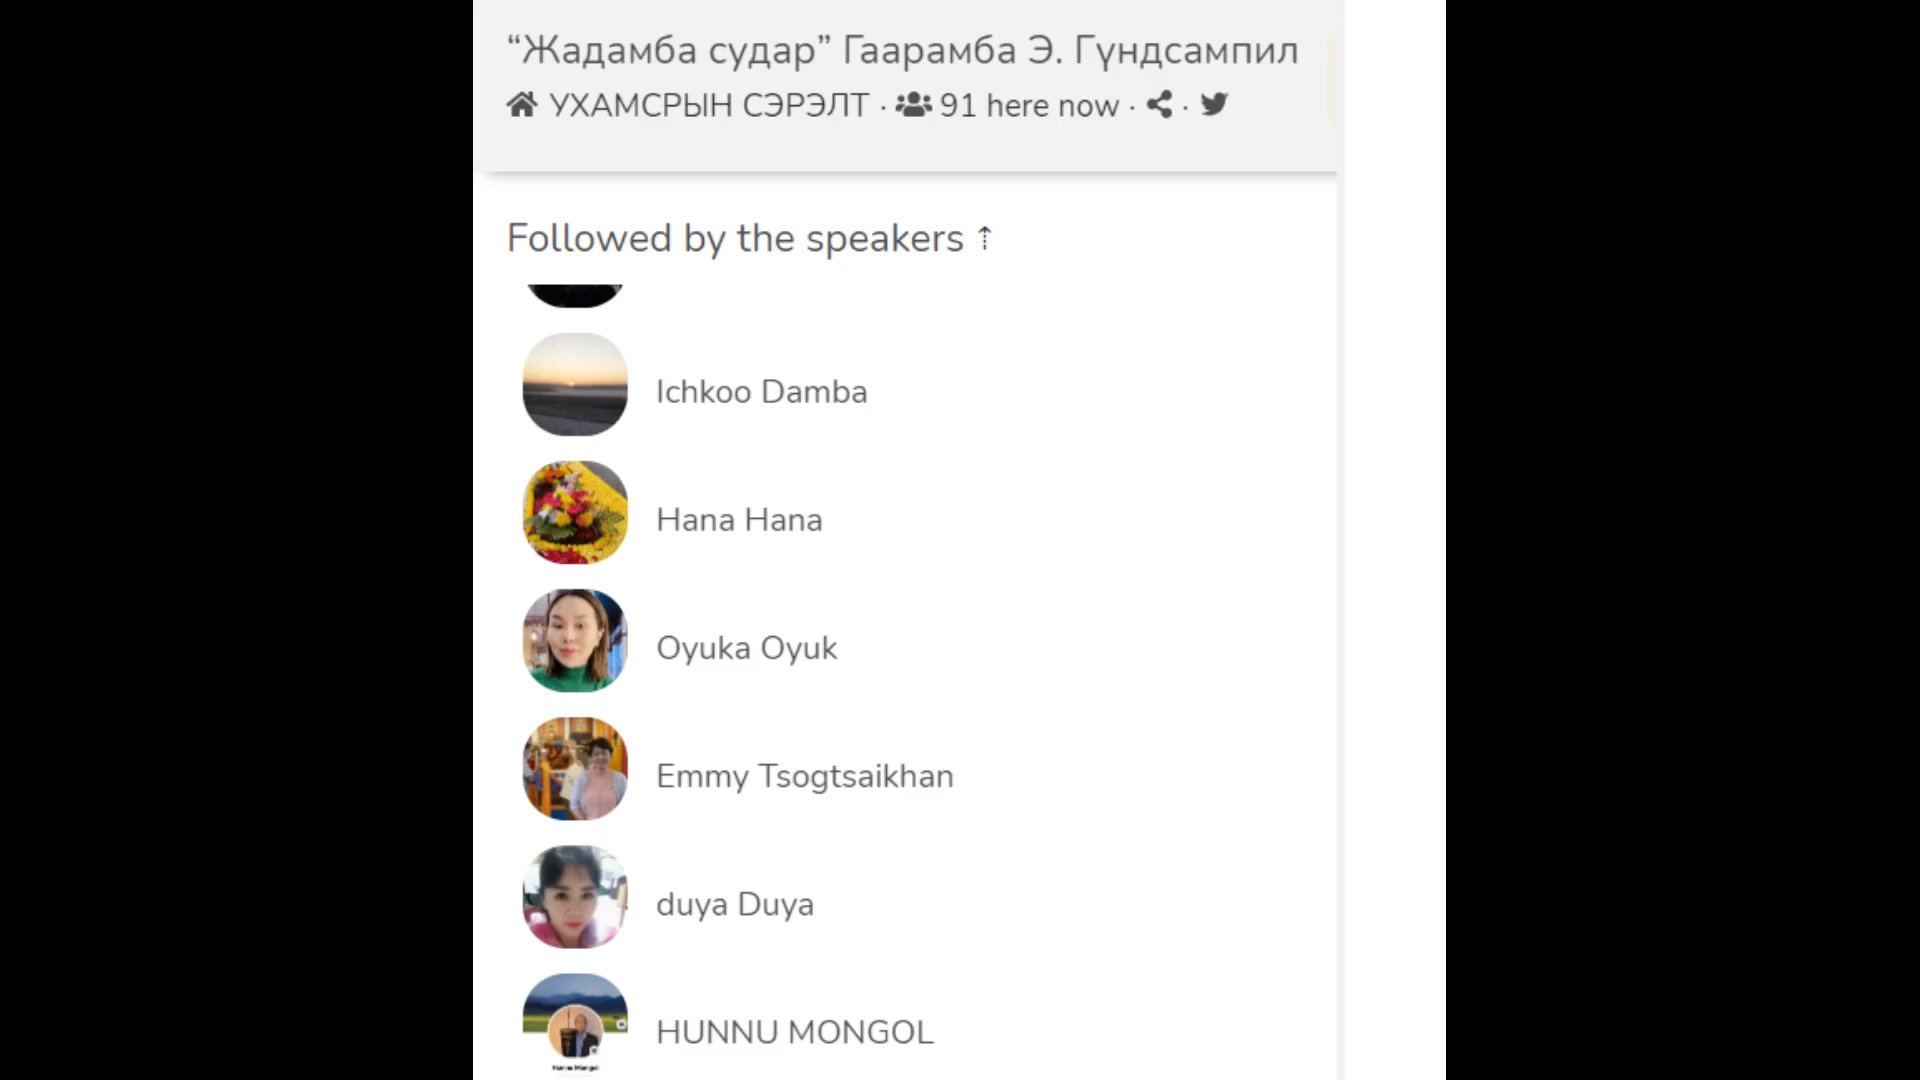 “Жадамба судар” Гаарамба Э. Гүндсампил
УХАМСРЫН СЭРЭЛТ · 91 here now · ·
Followed by the speakers ⇡
Ichkoo Damba
Hana Hana
Oyuka Oyuk
Emmy Tsogtsaikhan
duya Duya
HUNNU MONGOL